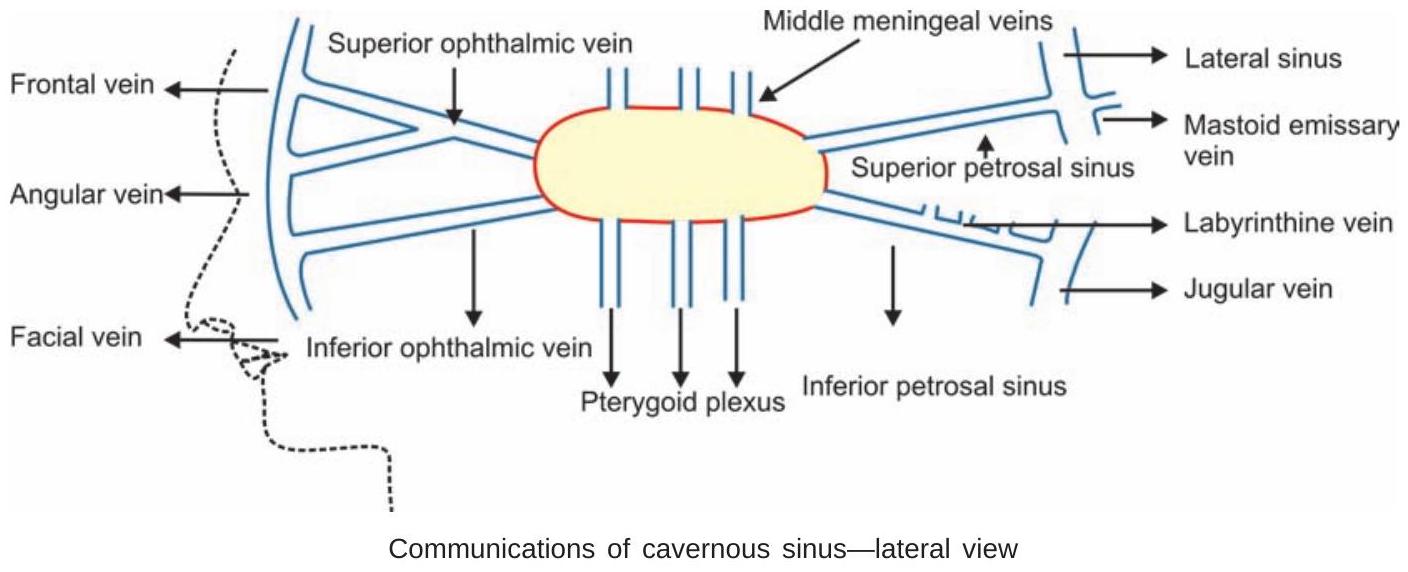 Middle meningeal veins
Superior ophthalmic vein
Lateral sinus
Frontal vein
Mastoid emissary
vein
Superior petrosal sinus
Angular vein
Labyrinthine vein
Jugular vein
Facial vein
Inferior ophthalmic vein
Inferior petrosal sinus
Pterygoid plexus
Communications of cavernous sinus—lateral view